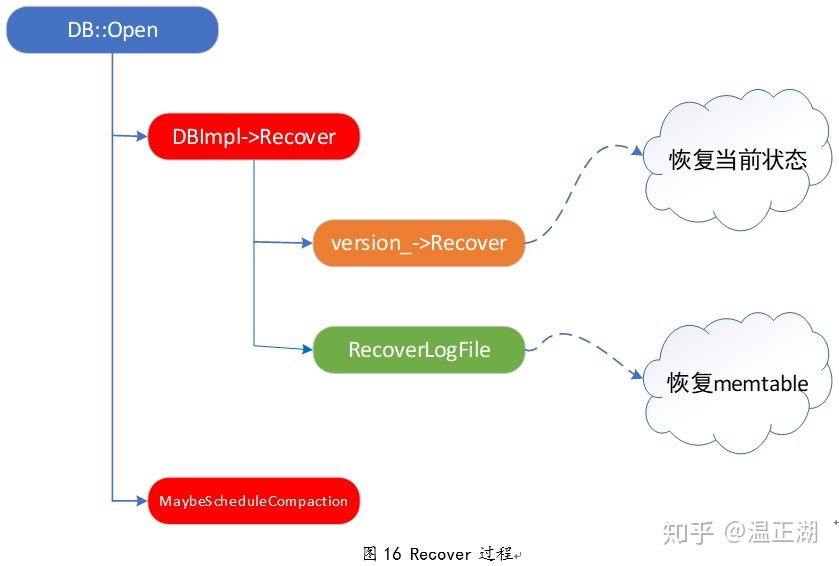 DB::Open
DBImpl->Recover
恢复当前状态
version_->Recover
RecoverLogFile
恢复memtable
MaybeScheduleCompaction
知乎 @温正湖
图 16 Recover 过程